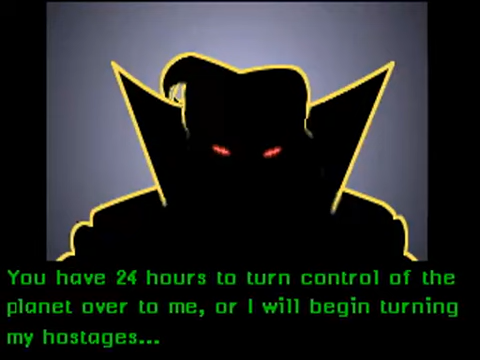 You have 24 hours to turn control of the
planet over to me, or I will begin turning
my hostages...